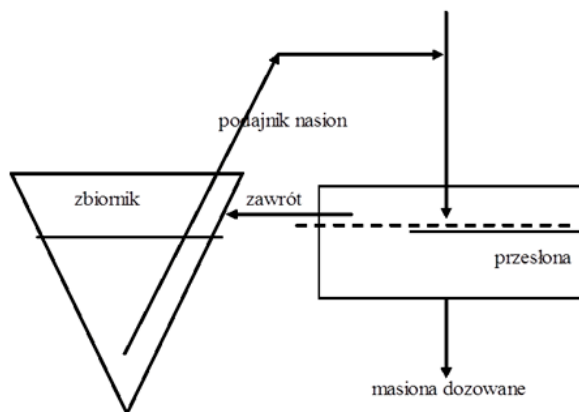 podajnik nasion
zbiornik
zawrót
przesłona
masiona dozowane